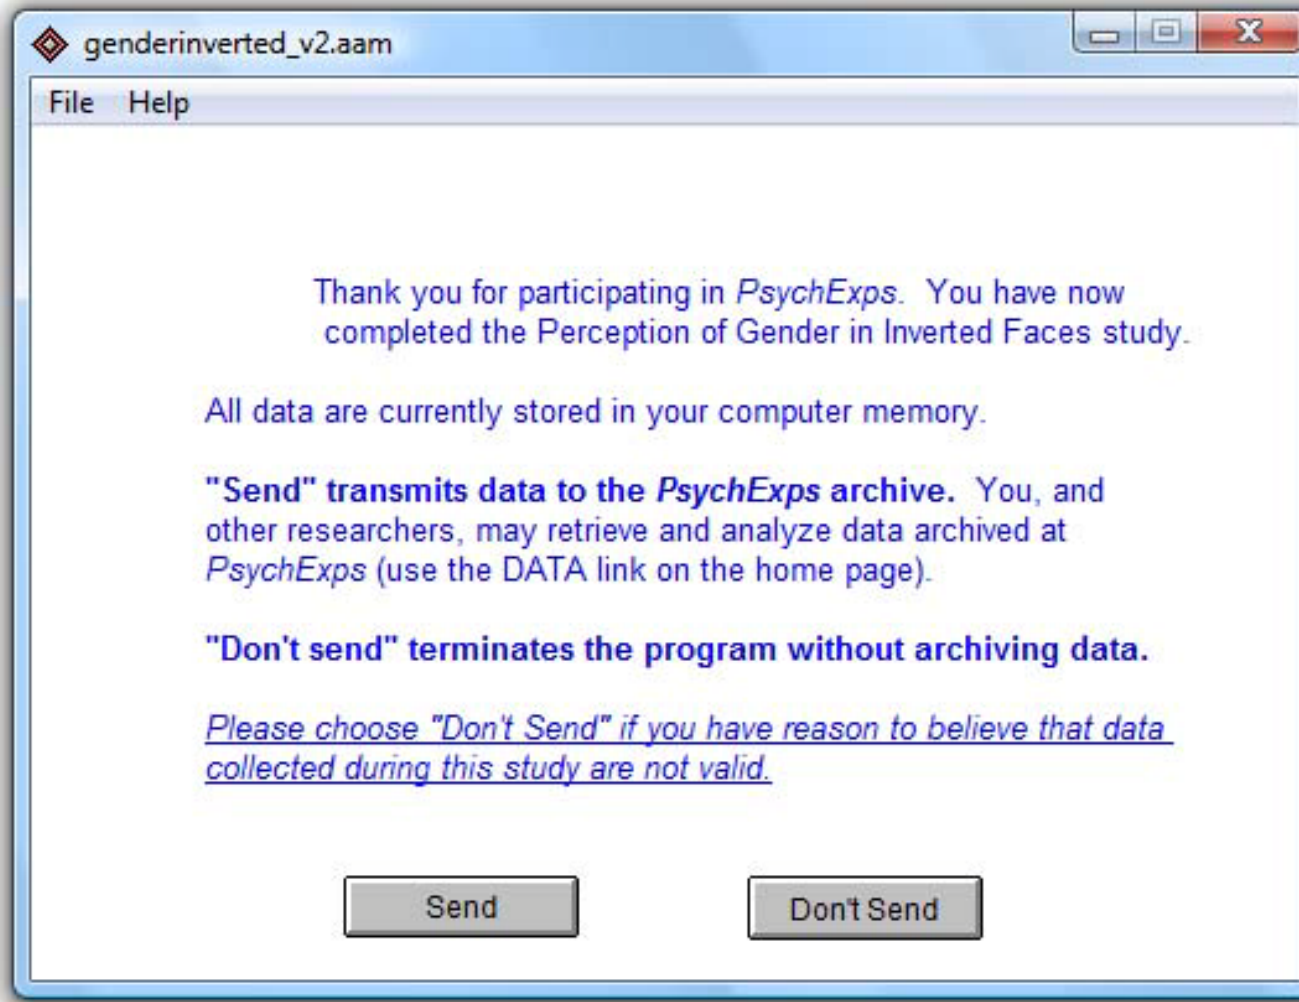 genderinverted_v2.aam
File Help
Thank you for participating in PsychExps. You have now
completed the Perception of Gender in Inverted Faces study.
All data are currently stored in your computer memory.
"Send" transmits data to the PsychExps archive. You, and
other researchers, may retrieve and analyze data archived at
PsychExps (use the DATA link on the home page).
"Don't send" terminates the program without archiving data.
Please choose "Don't Send" if you have reason to believe that data
collected during this study are not valid.
Send Don't Send